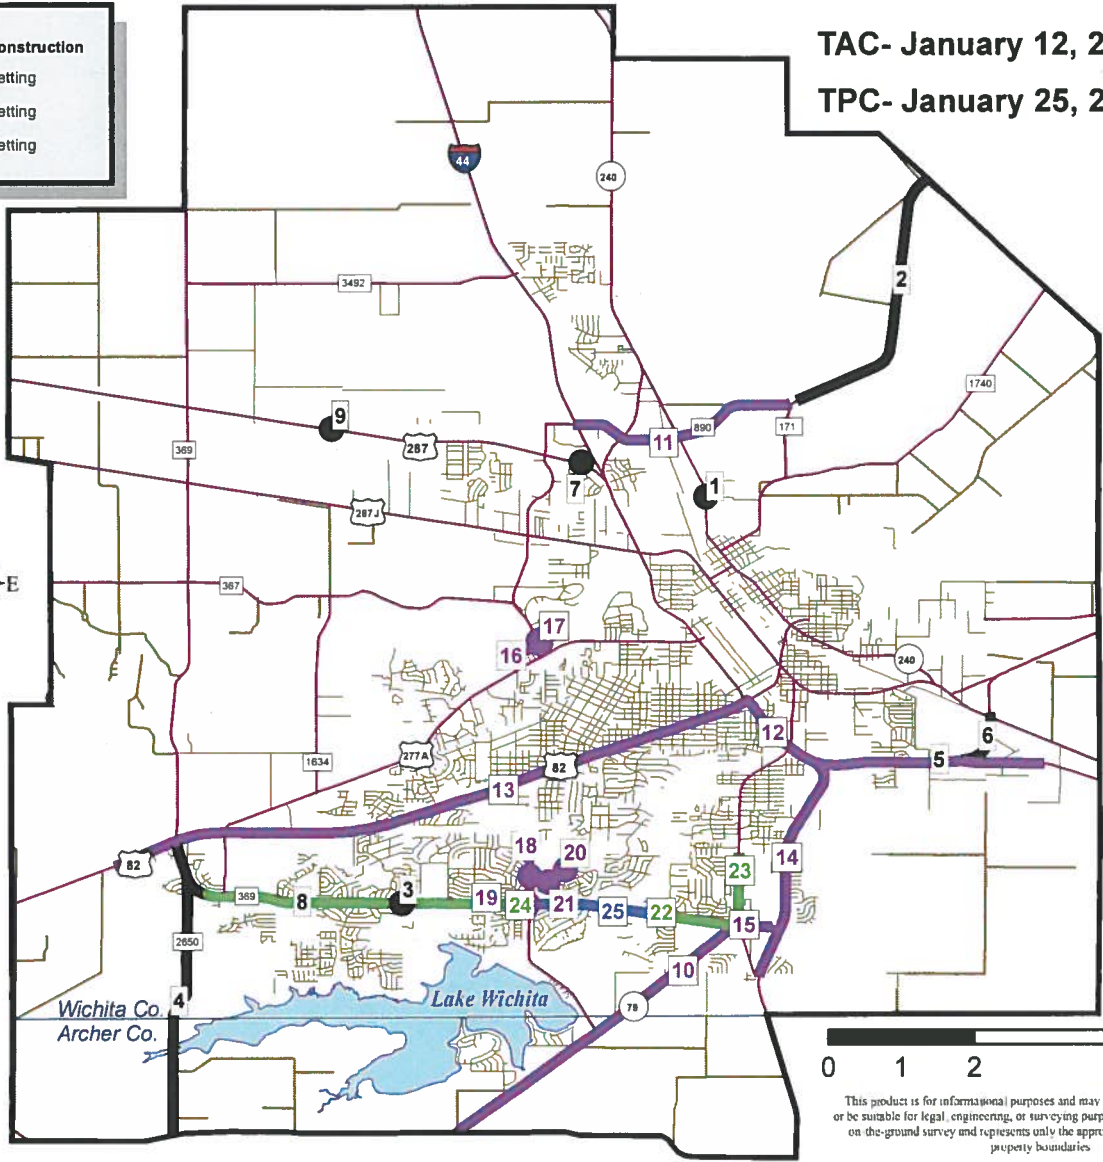 onstruction
etting
etting
etting
TAC- January 12, 2
TPC- January 25, 2
44
240
2
3492
1740
9
369
287
890
171
11
7
1
287J
E
367
17
16
240
12
6
5
277A
82
1634
13
82
18
20
14
23
369
8
3
19
24
21
25
22
15
2650
10
4
Lake Wichita
79
Wichita Co.
Archer Co.
0 1 2
This product is for informational purposes and may
or be suitable for legal, engineering, or surveying purp
on-the-ground survey and represents only the appro
property boundaries